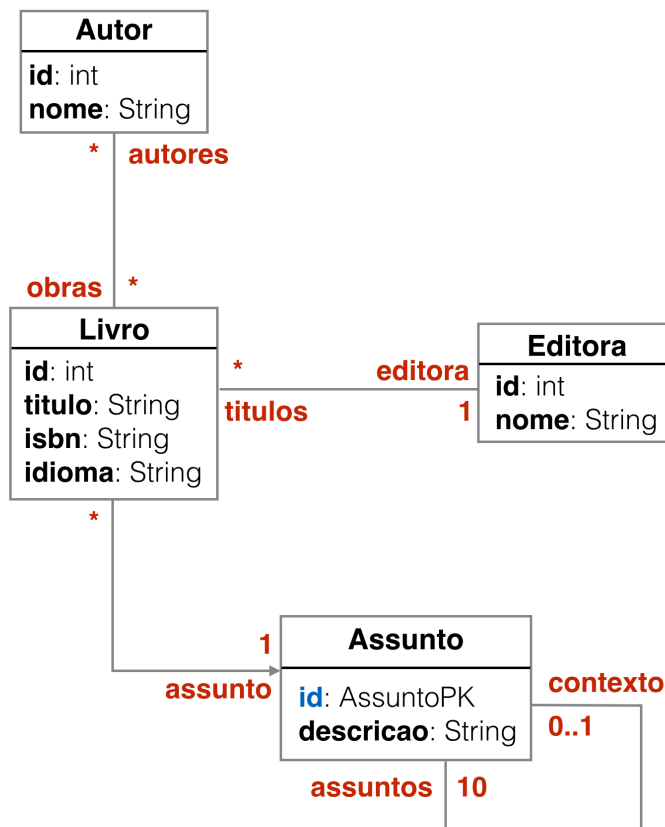 Autor
id: int
nome: String
* autores
obras *
Livro
id: int
titulo: String
isbn: String
idioma: String
* editora
titulos 1
Editora
id: int
nome: String
*
1
assunto
Assunto
id: AssuntoPK
descricao: String
contexto
0..1
assuntos 10